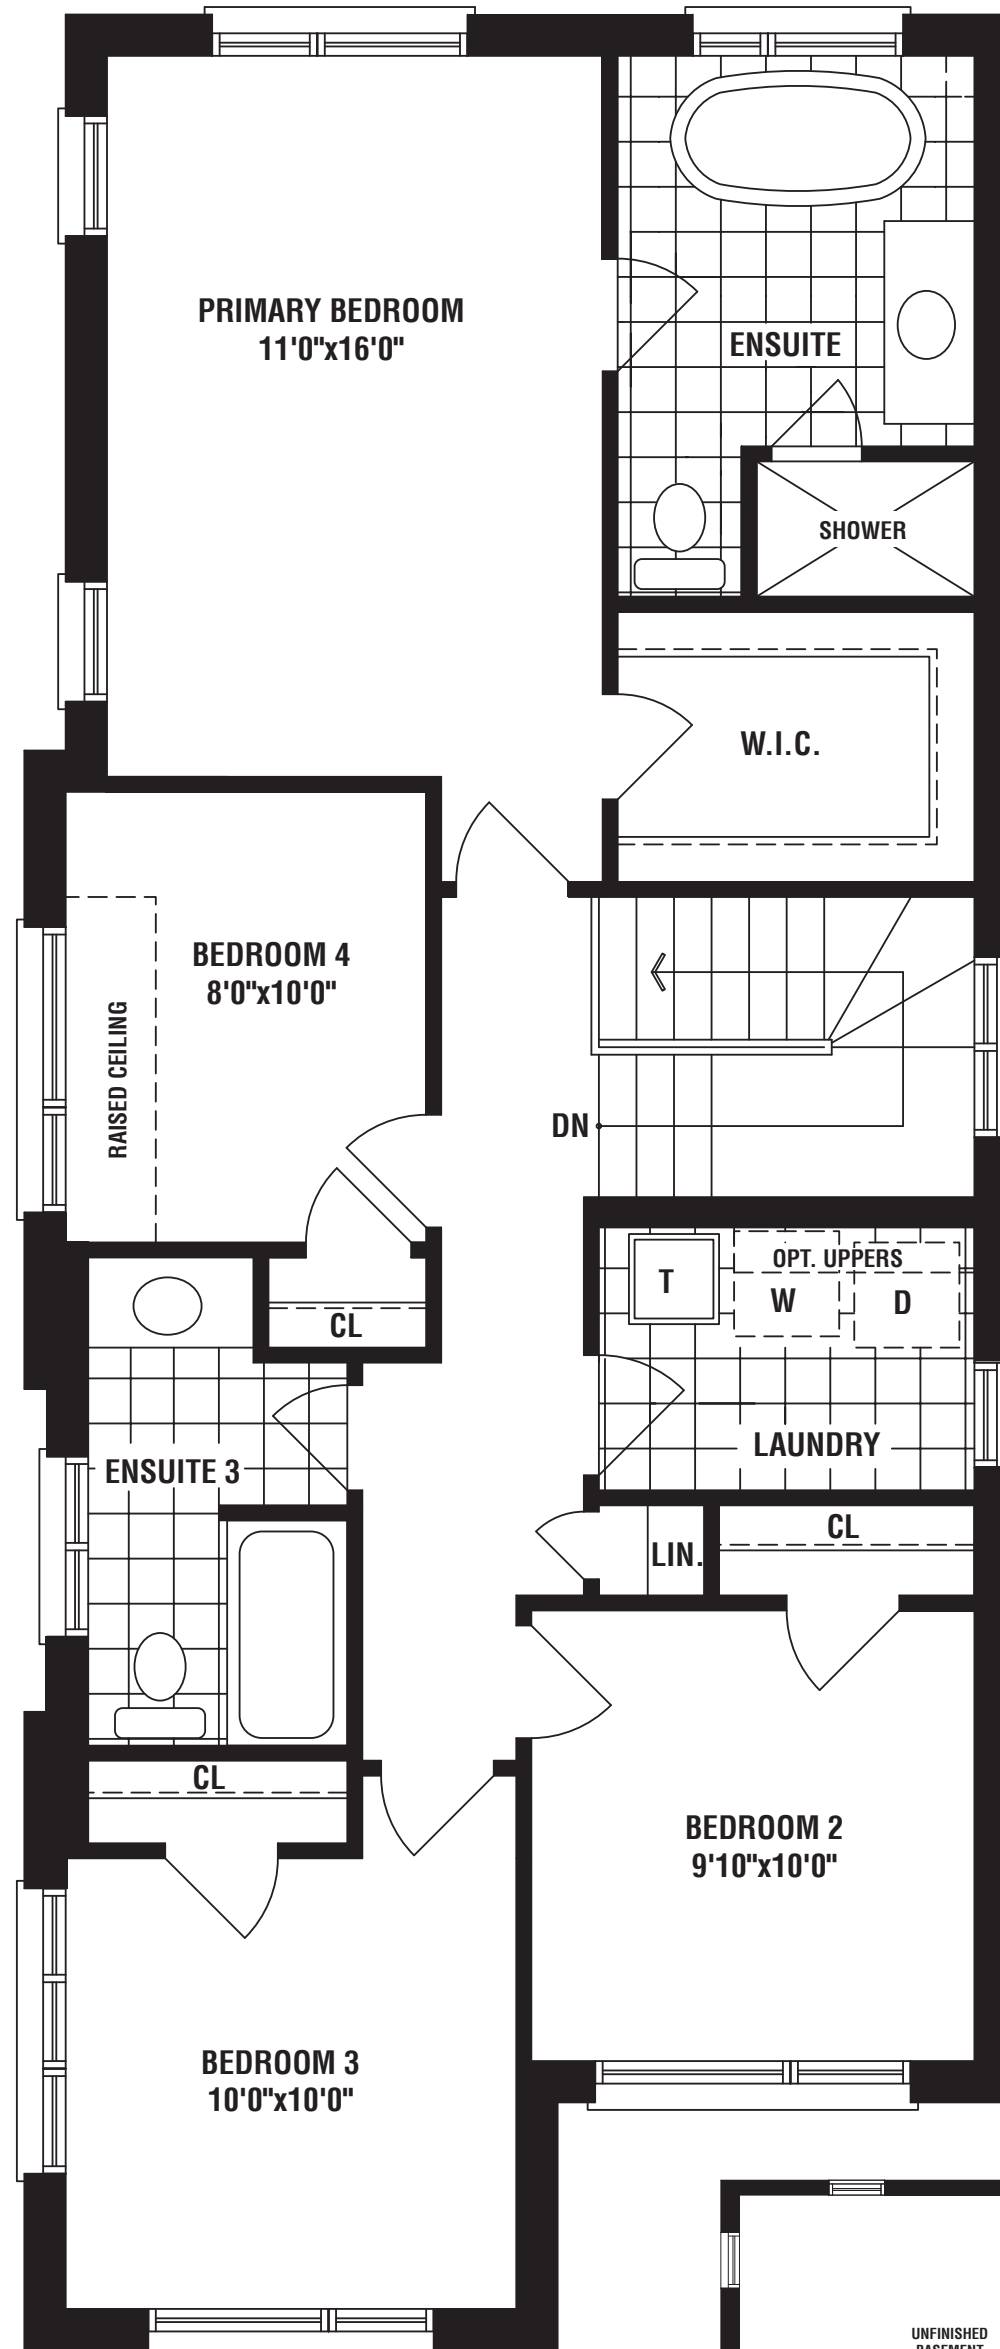 PRIMARY BEDROOM
11'0"x16'0"
ENSUITE
SHOWER
W.I.C.
BEDROOM 4
8'0"x10'0"
RAISED CEILING
DN
OPT. UPPERS
T
W
D
CL
LAUNDRY
ENSUITE 3
CL
LIN.
CL
BEDROOM 2
9'10"x10'0"
BEDROOM 3
10'0"x10'0"
UNFINISHED
BASEMENT